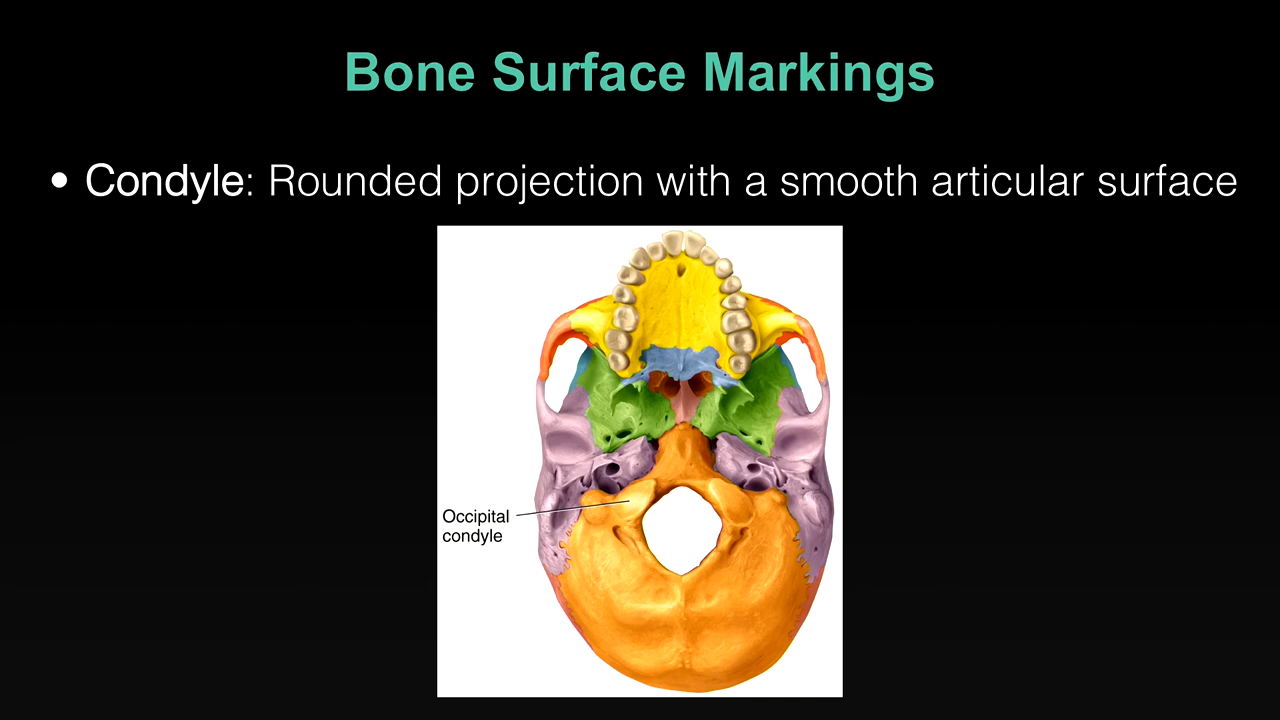 Bone Surface Markings
• Condyle: Rounded projection with a smooth articular surface
Occipital
condyle